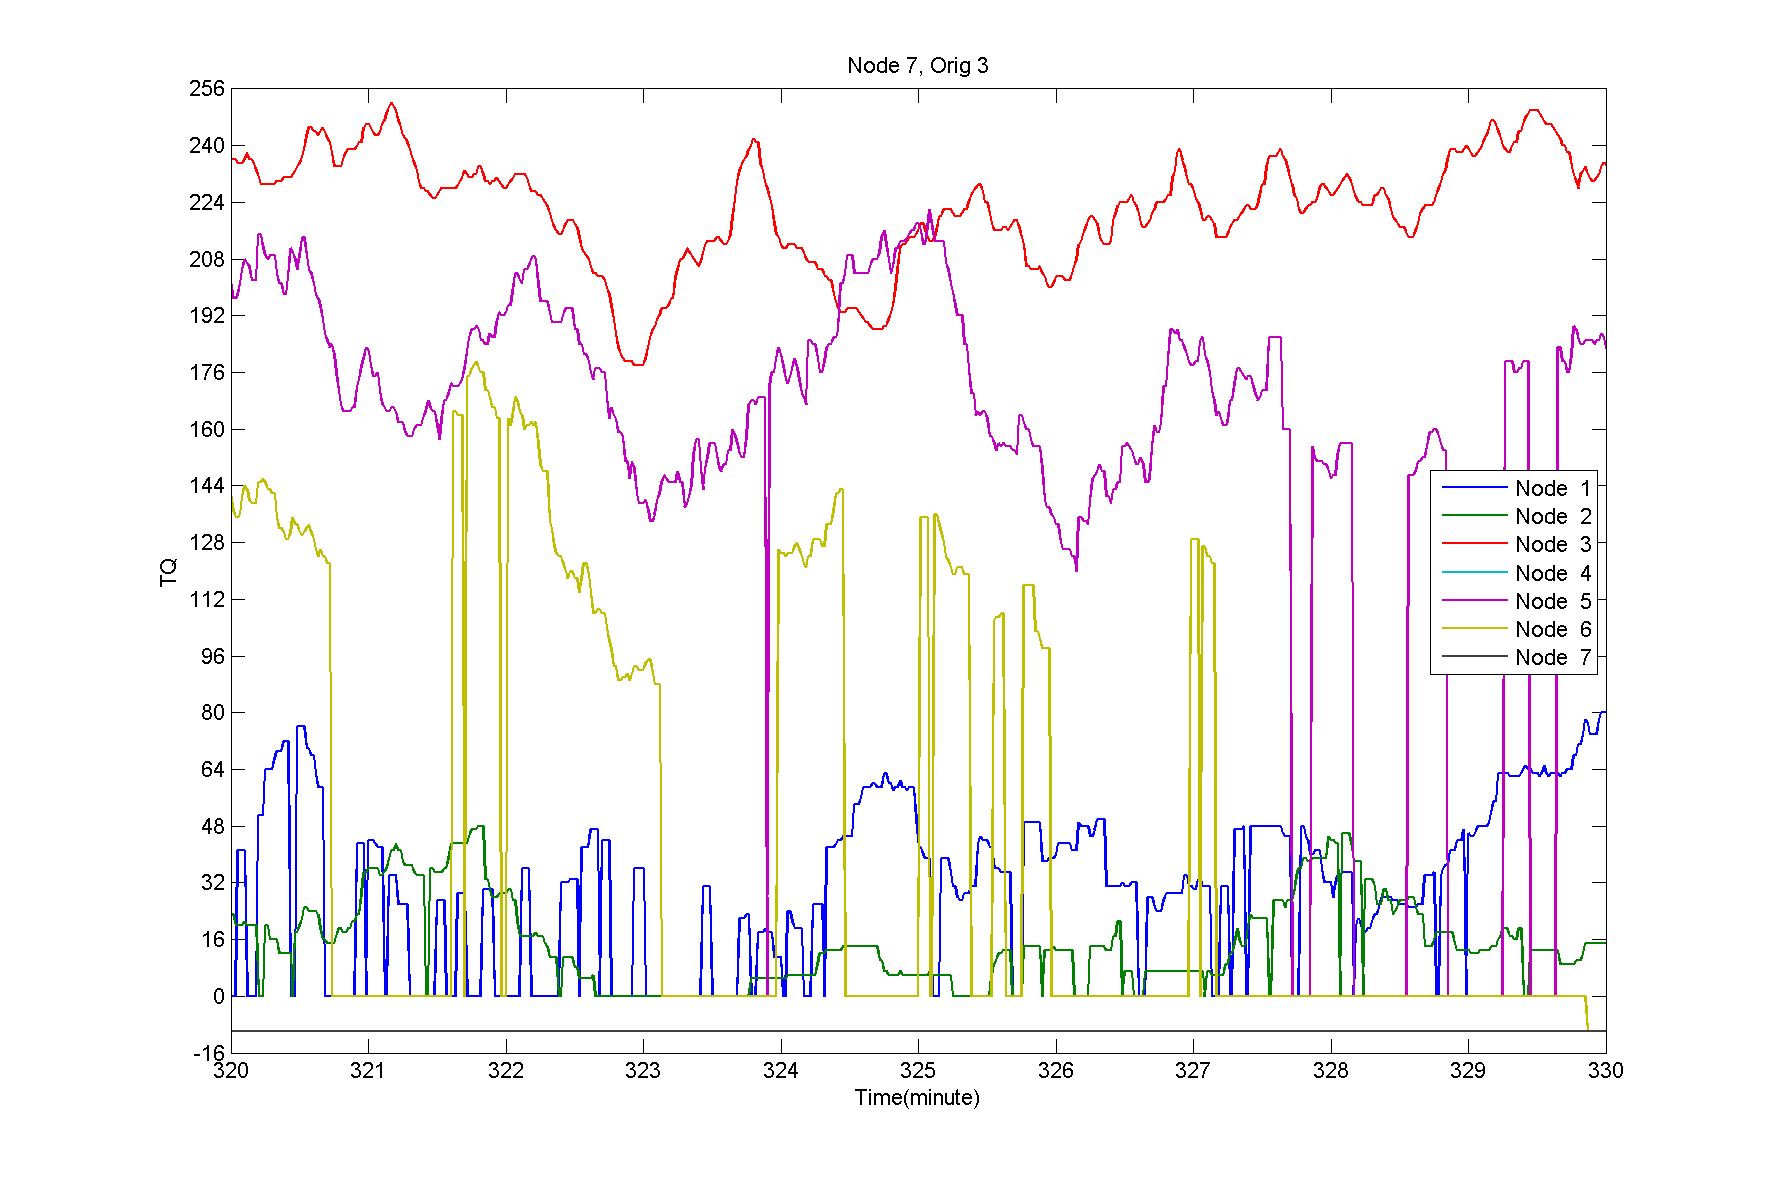 Node 7, Orig 3
256
240
224
208
192
176
160
144
128
112
96
80
64
48
32
16
0
-16
TQ
Node 1
Node 2
Node 3
Node 4
Node 5
Node 6
Node 7
320 321 322 323 324 325 326 327 328 329 330
Time(minute)